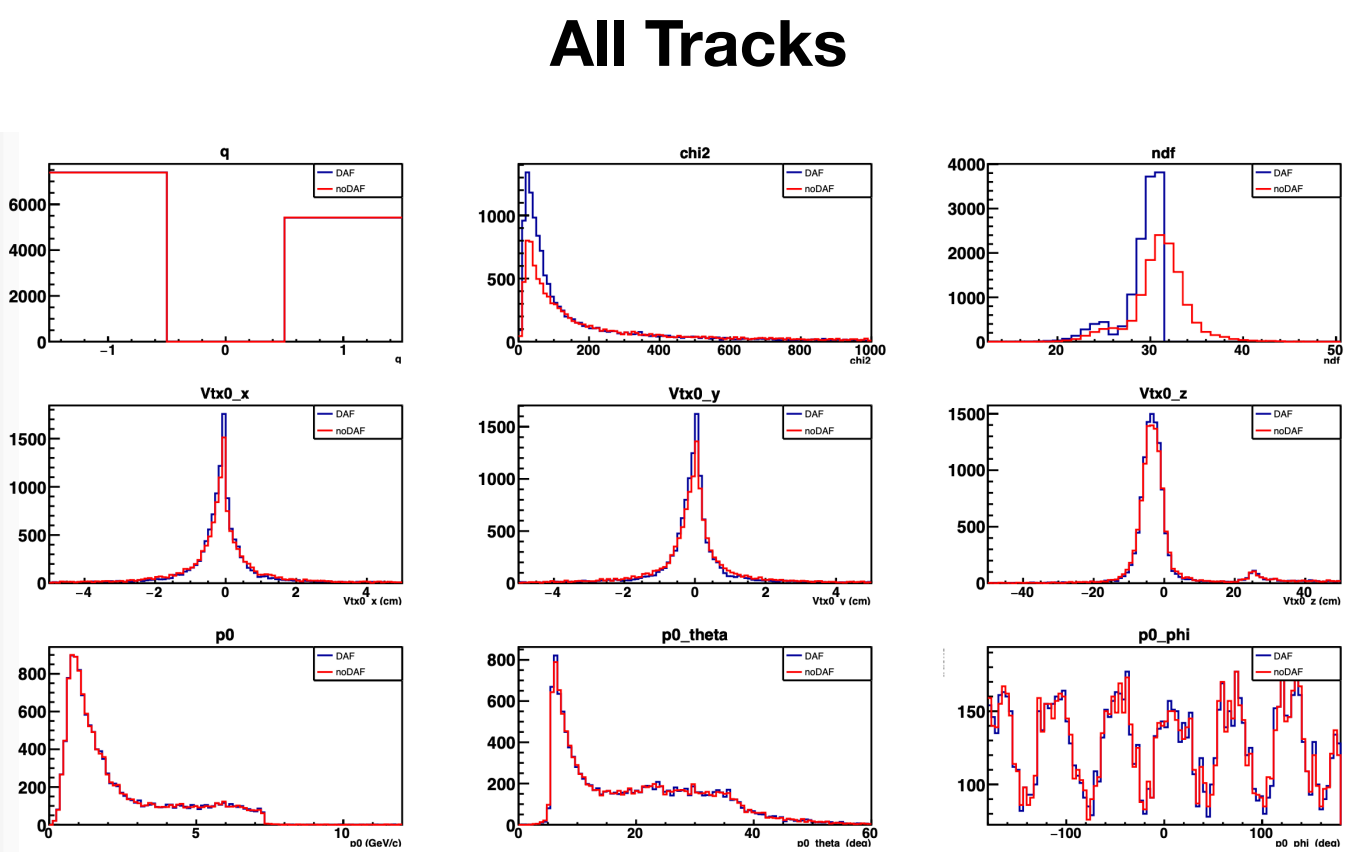 All Tracks
q
DAF
noDAF
6000
4000
2000
0
−1 0 1
q
chi2
DAF
noDAF
1000
500
0
0 200 400 600 800 1000
chi2
ndf
DAF
noDAF
4000
3000
2000
1000
0
20 30 40 50
ndf
Vtx0_x
DAF
noDAF
1500
1000
500
0
−4 −2 0 2 4
Vtx0_x (cm)
Vtx0_y
DAF
noDAF
1500
1000
500
0
−4 −2 0 2 4
Vtx0_y (cm)
Vtx0_z
DAF
noDAF
1500
1000
500
0
−40 −20 0 20 40
Vtx0_z (cm)
p0
DAF
noDAF
800
600
400
200
0
0 5 10
p0 (GeV/c)
p0_theta
DAF
noDAF
800
600
400
200
0
0 20 40 60
p0_theta (deg)
p0_phi
DAF
noDAF
150
100
−100 0 100
p0_phi (deg)